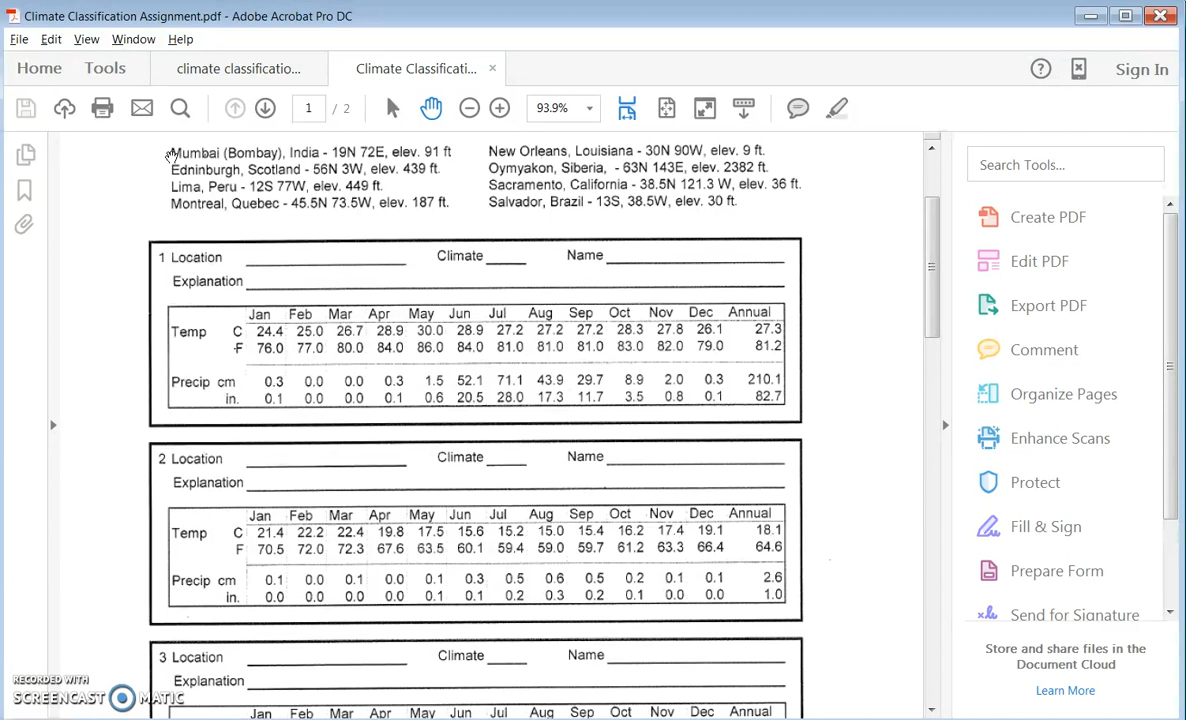 Climate Classification Assignment.pdf - Adobe Acrobat Pro DC
File Edit View Window Help
Home Tools climate classificatio... Climate Classificati... × Sign In
1 / 2 93.9%
Mumbai (Bombay), India - 19N 72E, elev. 91 ft New Orleans, Louisiana - 30N 90W, elev. 9 ft.
Edninburgh, Scotland - 56N 3W, elev. 439 ft. Oymyakon, Siberia, - 63N 143E, elev. 2382 ft.
Lima, Peru - 12S 77W, elev. 449 ft. Sacramento, California - 38.5N 121.3 W, elev. 36 ft.
Montreal, Quebec - 45.5N 73.5W, elev. 187 ft. Salvador, Brazil - 13S, 38.5W, elev. 30 ft.
1 Location Climate Name
Explanation
Jan Feb Mar Apr May Jun Jul Aug Sep Oct Nov Dec Annual
Temp C 24.4 25.0 26.7 28.9 30.0 28.9 27.2 27.2 27.2 28.3 27.8 26.1 27.3
F 76.0 77.0 80.0 84.0 86.0 84.0 81.0 81.0 81.0 83.0 82.0 79.0 81.2
Precip cm 0.3 0.0 0.0 0.3 1.5 52.1 71.1 43.9 29.7 8.9 2.0 0.3 210.1
in. 0.1 0.0 0.0 0.1 0.6 20.5 28.0 17.3 11.7 3.5 0.8 0.1 82.7
2 Location Climate Name
Explanation
Jan Feb Mar Apr May Jun Jul Aug Sep Oct Nov Dec Annual
Temp C 21.4 22.2 22.4 19.8 17.5 15.6 15.2 15.0 15.4 16.2 17.4 19.1 18.1
F 70.5 72.0 72.3 67.6 63.5 60.1 59.4 59.0 59.7 61.2 63.3 66.4 64.6
Precip cm 0.1 0.0 0.1 0.0 0.1 0.3 0.5 0.6 0.5 0.2 0.1 0.1 2.6
in. 0.0 0.0 0.0 0.0 0.1 0.1 0.2 0.3 0.2 0.1 0.0 0.0 1.0
3 Location Climate Name
Explanation
Jan Feb Mar Apr May Jun Jul Aug Sep Oct Nov Dec Annual
Search Tools...
Create PDF
Edit PDF
Export PDF
Comment
Organize Pages
Enhance Scans
Protect
Fill & Sign
Prepare Form
Send for Signature
Store and share files in the
Document Cloud
Learn More
RECORDED WITH
SCREENCAST MATIC